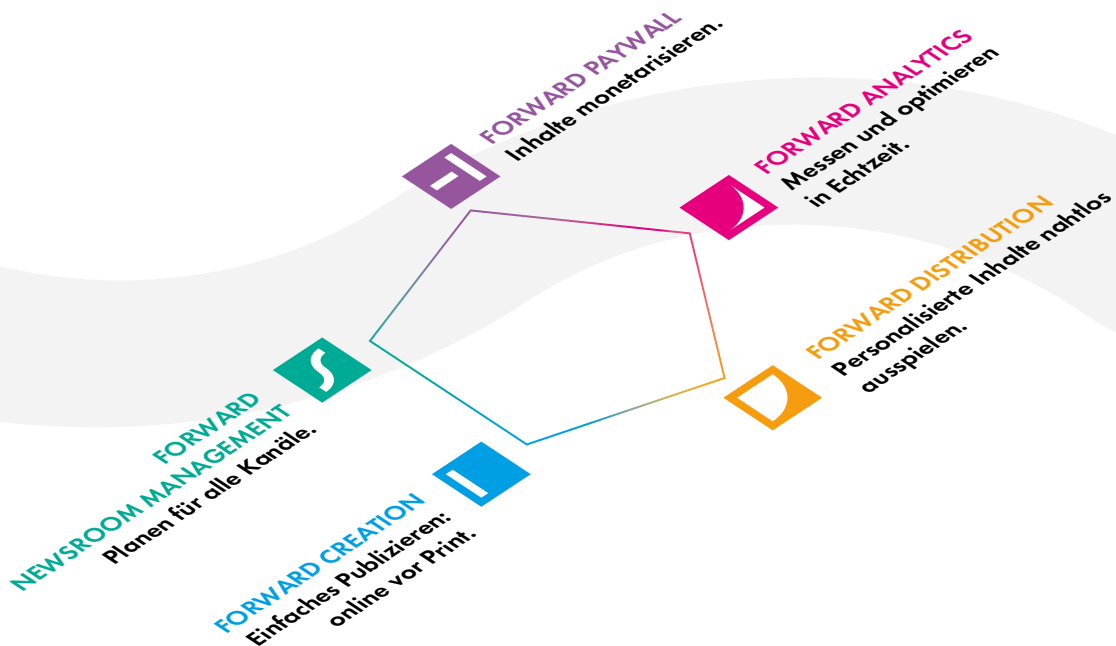 FORWARD PAYWALL
Inhalte monetarisieren.
FORWARD ANALYTICS
Messen und optimieren
in Echtzeit.
FORWARD DISTRIBUTION
Personalisierte Inhalte nahtlos
ausspielen.
FORWARD
NEWSROOM MANAGEMENT
Planen für alle Kanäle.
FORWARD CREATION
Einfaches Publizieren:
online vor Print.